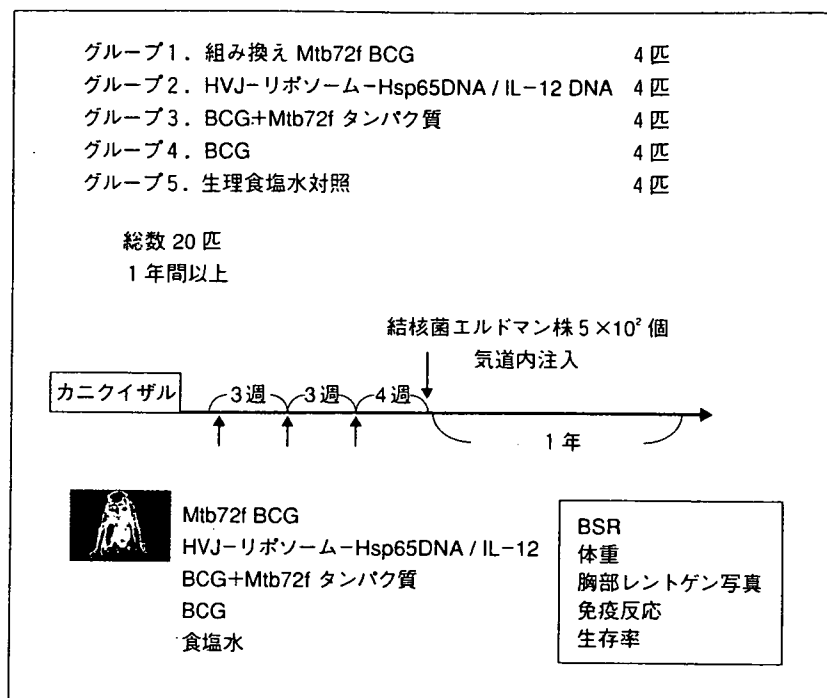 グループ1. 組み換え Mtb72f BCG 4匹
グループ2. HVJ-リポソーム-Hsp65DNA / IL-12 DNA 4匹
グループ3. BCG+Mtb72f タンパク質 4匹
グループ4. BCG 4匹
グループ5. 生理食塩水対照 4匹
総数 20 匹
1 年間以上
結核菌エルドマン株 5 ×10² 個
気道内注入
カニクイザル 3週 3週 4週
1 年
Mtb72f BCG
HVJ-リポソーム-Hsp65DNA / IL-12
BCG+Mtb72f タンパク質
BCG
食塩水
BSR
体重
胸部レントゲン写真
免疫反応
生存率